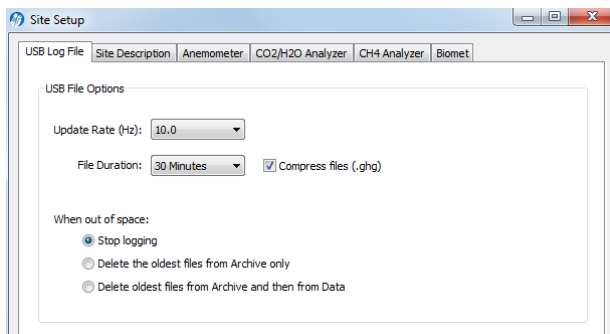 Site Setup
USB Log File Site Description Anemometer CO2/H2O Analyzer CH4 Analyzer Biomet
USB File Options
Update Rate (Hz): 10.0
File Duration: 30 Minutes Compress files (.ghg)
When out of space:
Stop logging
Delete the oldest files from Archive only
Delete oldest files from Archive and then from Data